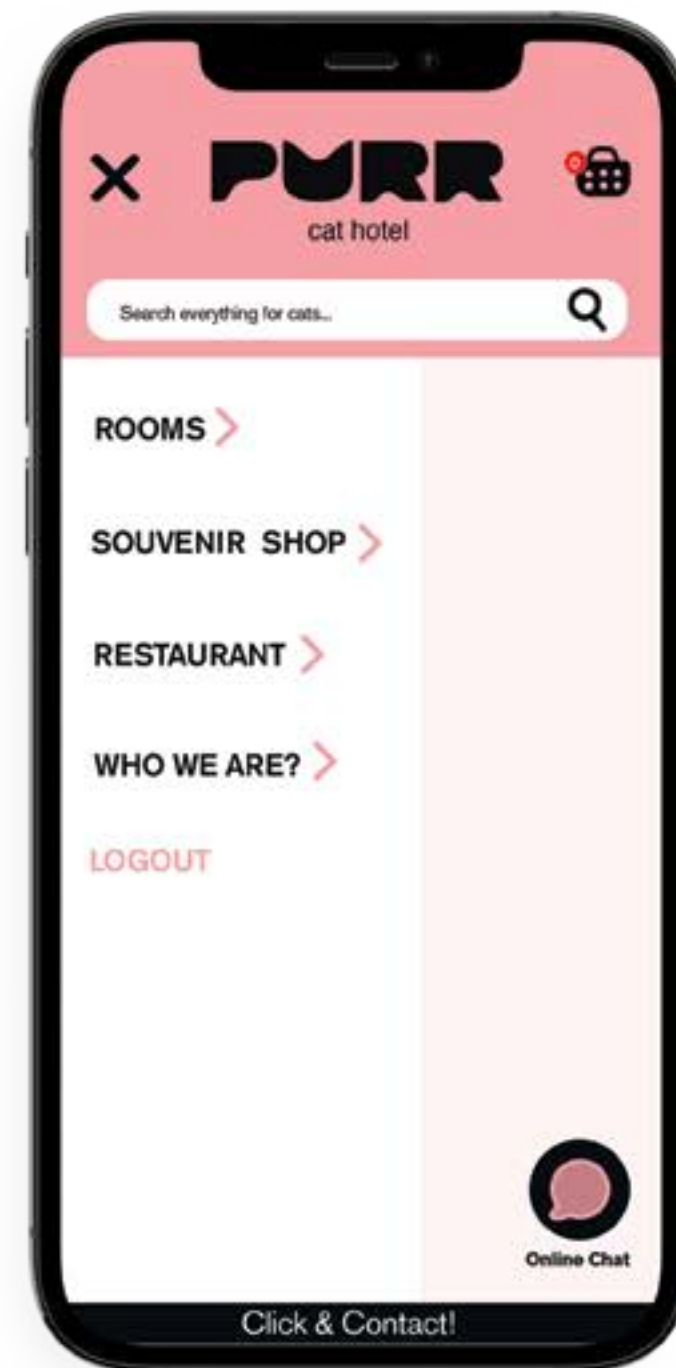 PURR
0
cat hotel
Search everything for cats...
ROOMS
SOUVENIR SHOP
RESTAURANT
WHO WE ARE?
LOGOUT
Online Chat
Click & Contact!